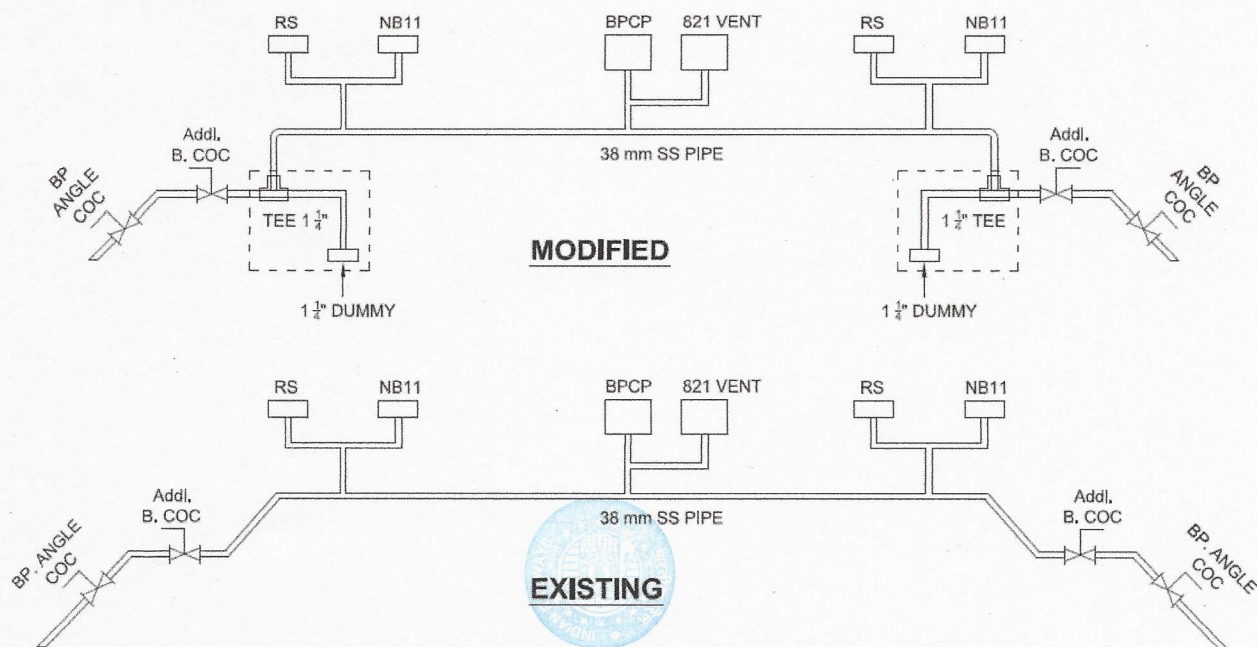 RS NB11 BPCP 821 VENT RS NB11
38 mm SS PIPE
Addl.
B. COC
BP
ANGLE
COC
TEE 1 1/4"
1 1/4" DUMMY
MODIFIED
Addl.
B. COC
BP
ANGLE
COC
1 1/4" TEE
1 1/4" DUMMY
RS NB11 BPCP 821 VENT RS NB11
38 mm SS PIPE
Addl.
B. COC
BP. ANGLE
COC
EXISTING
Addl.
B. COC
BP. ANGLE
COC